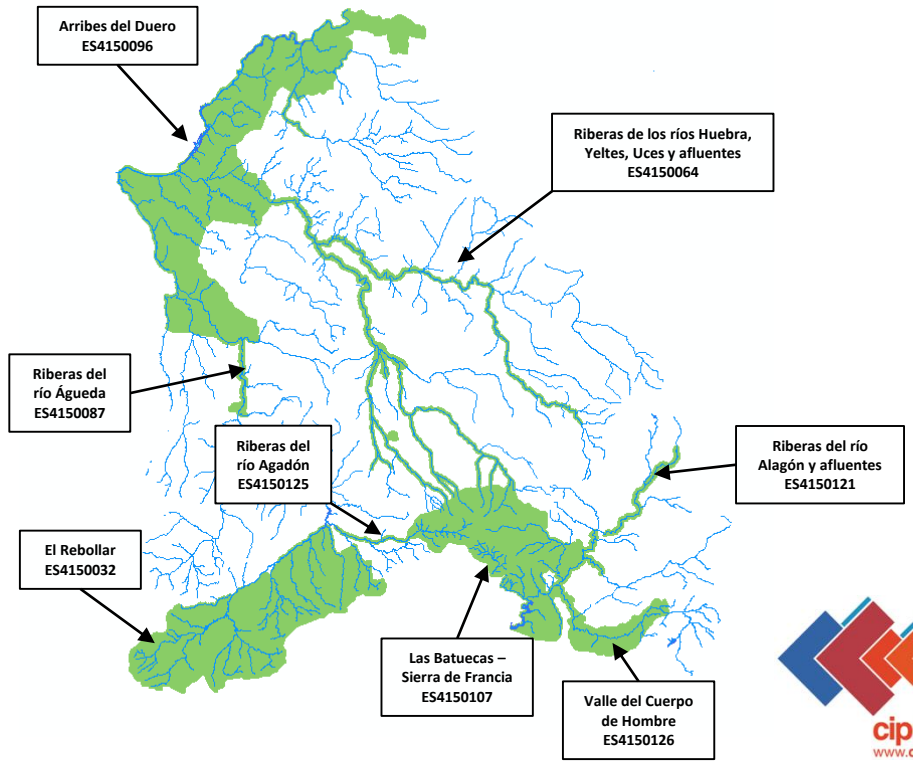 Arribes del Duero
ES4150096
Riberas de los ríos Huebra,
Yeltes, Uces y afluentes
ES4150064
Riberas del
río Águeda
ES4150087
Riberas del
río Agadón
ES4150125
Riberas del río
Alagón y afluentes
ES4150121
El Rebollar
ES4150032
Las Batuecas –
Sierra de Francia
ES4150107
Valle del Cuerpo
de Hombre
ES4150126
cip
www.c